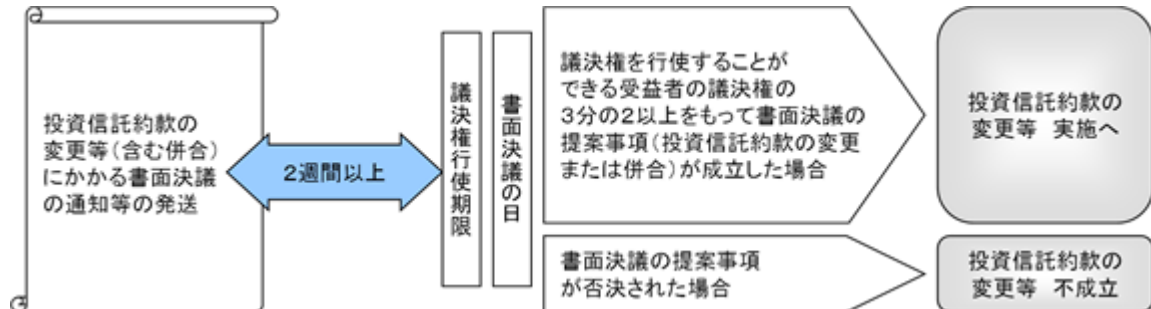 投資信託約款の
変更等(含む併合)
にかかる書面決議
の通知等の発送
2週間以上
議決権行使期限
書面決議の日
議決権を行使することが
できる受益者の議決権の
3分の2以上をもって書面決議の
提案事項(投資信託約款の変更
または併合)が成立した場合
投資信託約款の
変更等 実施へ
書面決議の提案事項
が否決された場合
投資信託約款の
変更等 不成立